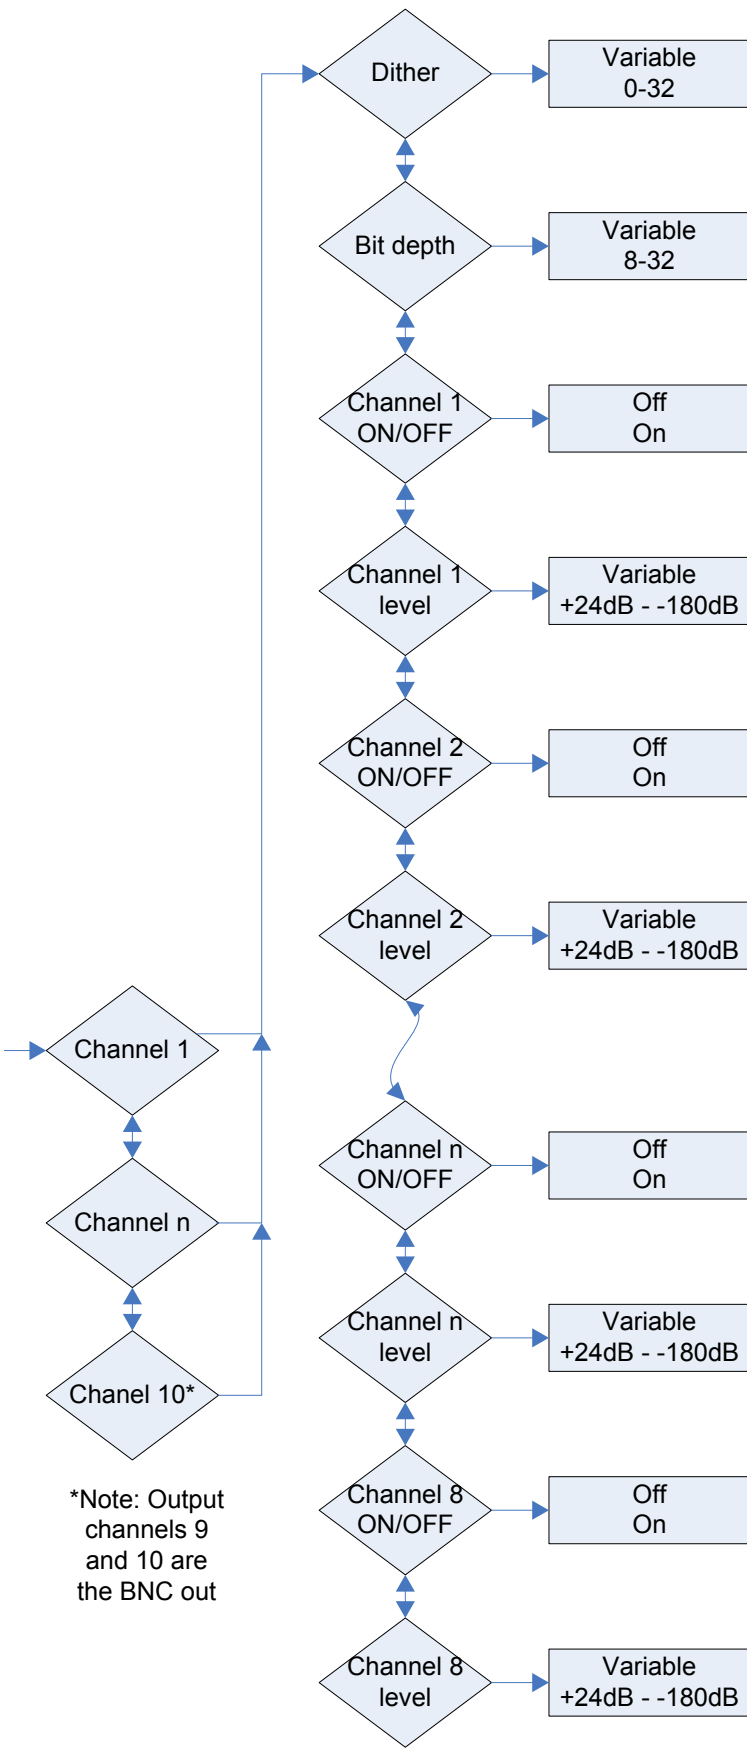 Dither
Variable
0-32
Bit depth
Variable
8-32
Channel 1
ON/OFF
Off
On
Channel 1
level
Variable
+24dB - -180dB
Channel 2
ON/OFF
Off
On
Channel 2
level
Variable
+24dB - -180dB
Channel 1
Channel n
Chanel 10*
*Note: Output
channels 9
and 10 are
the BNC out
Channel n
ON/OFF
Off
On
Channel n
level
Variable
+24dB - -180dB
Channel 8
ON/OFF
Off
On
Channel 8
level
Variable
+24dB - -180dB